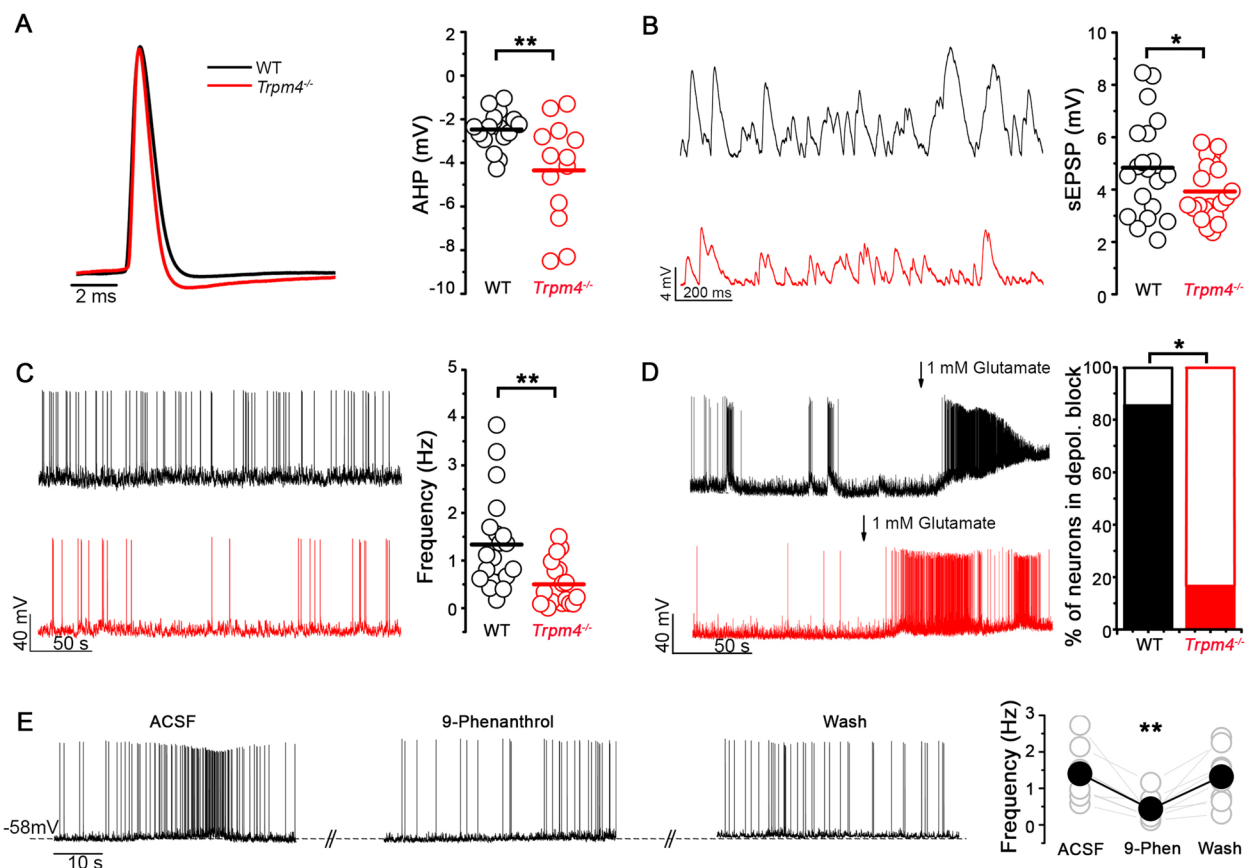 A
WT
Trpm4-/-
2 ms
AHP (mV)
2
0
-2
-4
-6
-8
-10
**
WT
Trpm4-/-
B
4 mV
200 ms
sEPSP (mV)
10
8
6
4
2
0
*
WT
Trpm4-/-
C
40 mV
50 s
Frequency (Hz)
5
4
3
2
1
0
**
WT
Trpm4-/-
D
1 mM Glutamate
1 mM Glutamate
40 mV
50 s
% of neurons in depol. block
100
80
60
40
20
0
*
WT
Trpm4-/-
E
ACSF
9-Phenanthrol
Wash
-58mV
//
//
10 s
Frequency (Hz)
3
2
1
0
**
ACSF
9-Phen
Wash